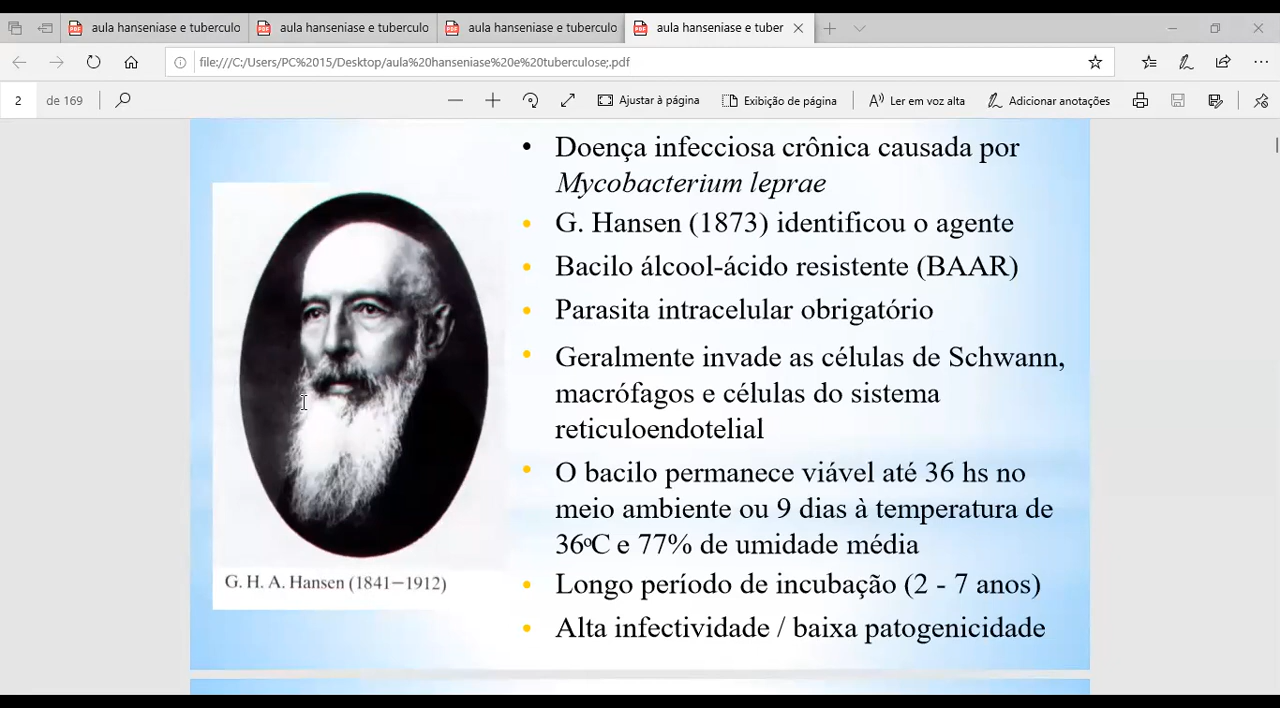 aula hanseniase e tuberculo
aula hanseniase e tuberculo
aula hanseniase e tuberculo
aula hanseniase e tuber
file:///C:/Users/PC%2015/Desktop/aula%20hanseniase%20e%20tuberculose;.pdf
2 de 169
Ajustar à página
Exibição de página
Ler em voz alta
Adicionar anotações
• Doença infecciosa crônica causada por
Mycobacterium leprae
• G. Hansen (1873) identificou o agente
• Bacilo álcool-ácido resistente (BAAR)
• Parasita intracelular obrigatório
• Geralmente invade as células de Schwann,
macrófagos e células do sistema
reticuloendotelial
• O bacilo permanece viável até 36 hs no
meio ambiente ou 9 dias à temperatura de
36ºC e 77% de umidade média
• Longo período de incubação (2 - 7 anos)
• Alta infectividade / baixa patogenicidade
G. H. A. Hansen (1841—1912)